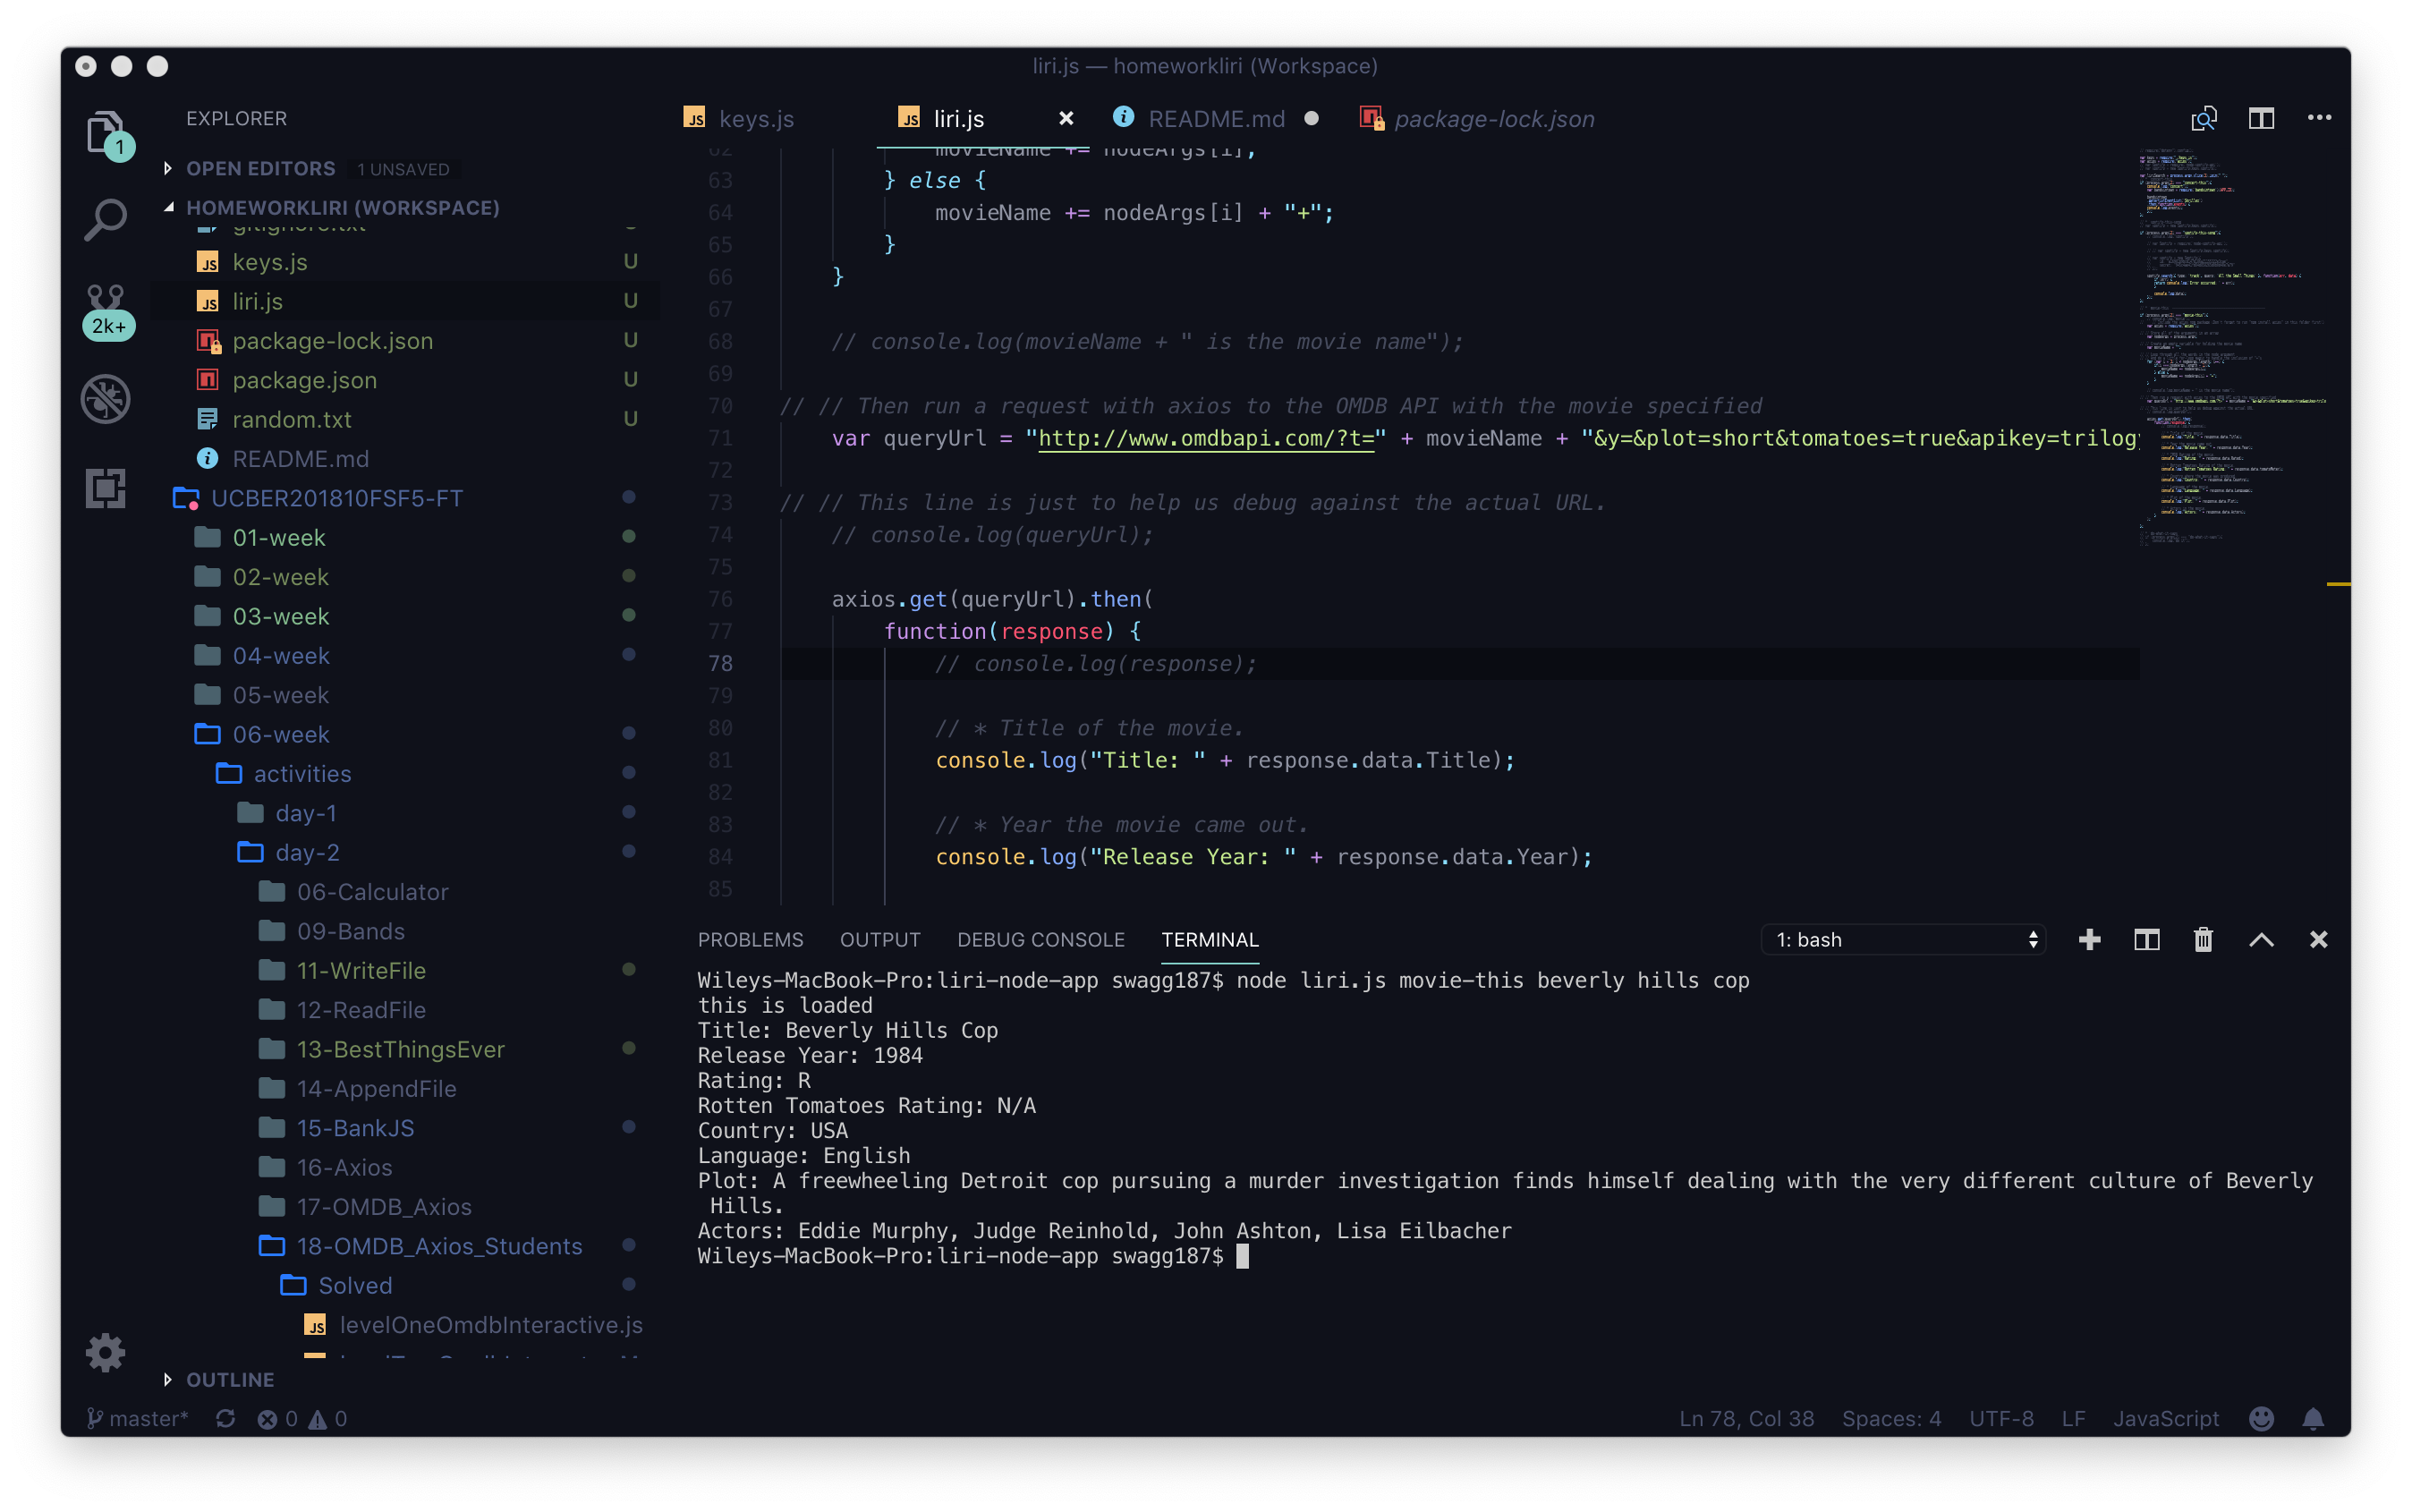 liri.js — homeworkliri (Workspace)
EXPLORER
1
OPEN EDITORS 1 UNSAVED
HOMEWORKLIRI (WORKSPACE)
gitignore.txt
JS keys.js U
JS liri.js U
package-lock.json U
package.json U
random.txt U
README.md
UCBER201810FSF5-FT
01-week
02-week
03-week
04-week
05-week
06-week
activities
day-1
day-2
06-Calculator
09-Bands
11-WriteFile
12-ReadFile
13-BestThingsEver
14-AppendFile
15-BankJS
16-Axios
17-OMDB_Axios
18-OMDB_Axios_Students
Solved
JS levelOneOmdbInteractive.js
OUTLINE
2k+
JS keys.js JS liri.js README.md package-lock.json
62 movieName += nodeArgs[i];
63 } else {
64 movieName += nodeArgs[i] + "+";
65 }
66 }
67
68 // console.log(movieName + " is the movie name");
69
70 // // Then run a request with axios to the OMDB API with the movie specified
71 var queryUrl = "http://www.omdbapi.com/?t=" + movieName + "&y=&plot=short&tomatoes=true&apikey=trilogy
72
73 // // This line is just to help us debug against the actual URL.
74 // console.log(queryUrl);
75
76 axios.get(queryUrl).then(
77 function(response) {
78 // console.log(response);
79
80 // * Title of the movie.
81 console.log("Title: " + response.data.Title);
82
83 // * Year the movie came out.
84 console.log("Release Year: " + response.data.Year);
85
PROBLEMS OUTPUT DEBUG CONSOLE TERMINAL 1: bash
Wileys-MacBook-Pro:liri-node-app swagg187$ node liri.js movie-this beverly hills cop
this is loaded
Title: Beverly Hills Cop
Release Year: 1984
Rating: R
Rotten Tomatoes Rating: N/A
Country: USA
Language: English
Plot: A freewheeling Detroit cop pursuing a murder investigation finds himself dealing with the very different culture of Beverly
Hills.
Actors: Eddie Murphy, Judge Reinhold, John Ashton, Lisa Eilbacher
Wileys-MacBook-Pro:liri-node-app swagg187$
master* 0 0 Ln 78, Col 38 Spaces: 4 UTF-8 LF JavaScript